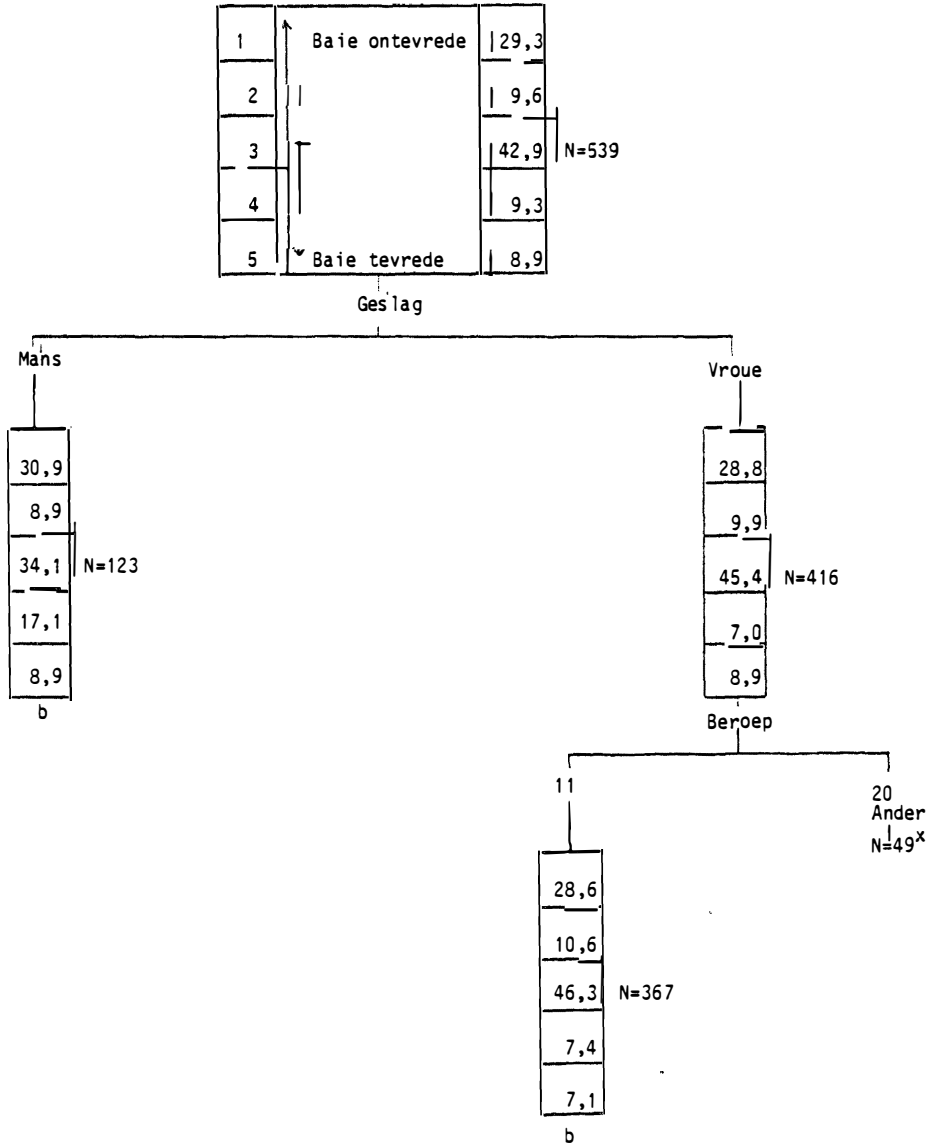 1 Baie ontevrede 29,3
2 9,6
3 42,9 N=539
4 9,3
5 Baie tevrede 8,9
Geslag
Mans
30,9
8,9
34,1 N=123
17,1
8,9
b
Vroue
28,8
9,9
45,4 N=416
7,0
8,9
Beroep
11
28,6
10,6
46,3 N=367
7,4
7,1
b
20
Ander
N=49x